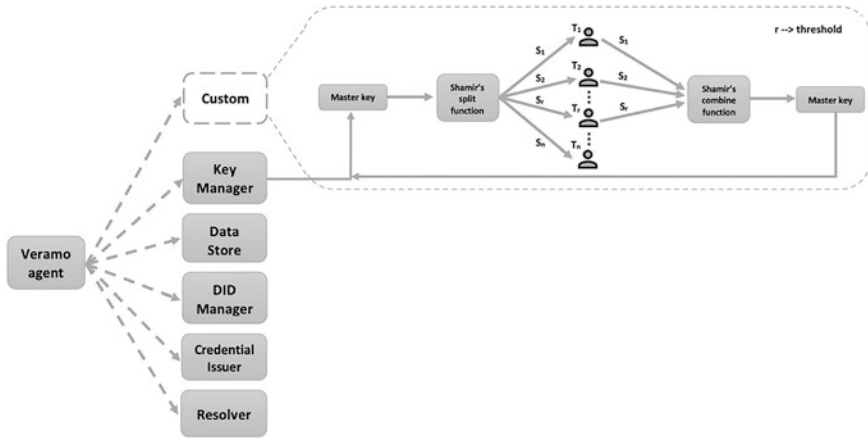 r --> threshold
T1
S1
S1
Custom
Master key
Shamir's
split
function
S2
T2
S2
Sr
Tr
Sr
Sn
Tn
Shamir's
combine
function
Master key
Key
Manager
Data
Store
Veramo
agent
DID
Manager
Credential
Issuer
Resolver